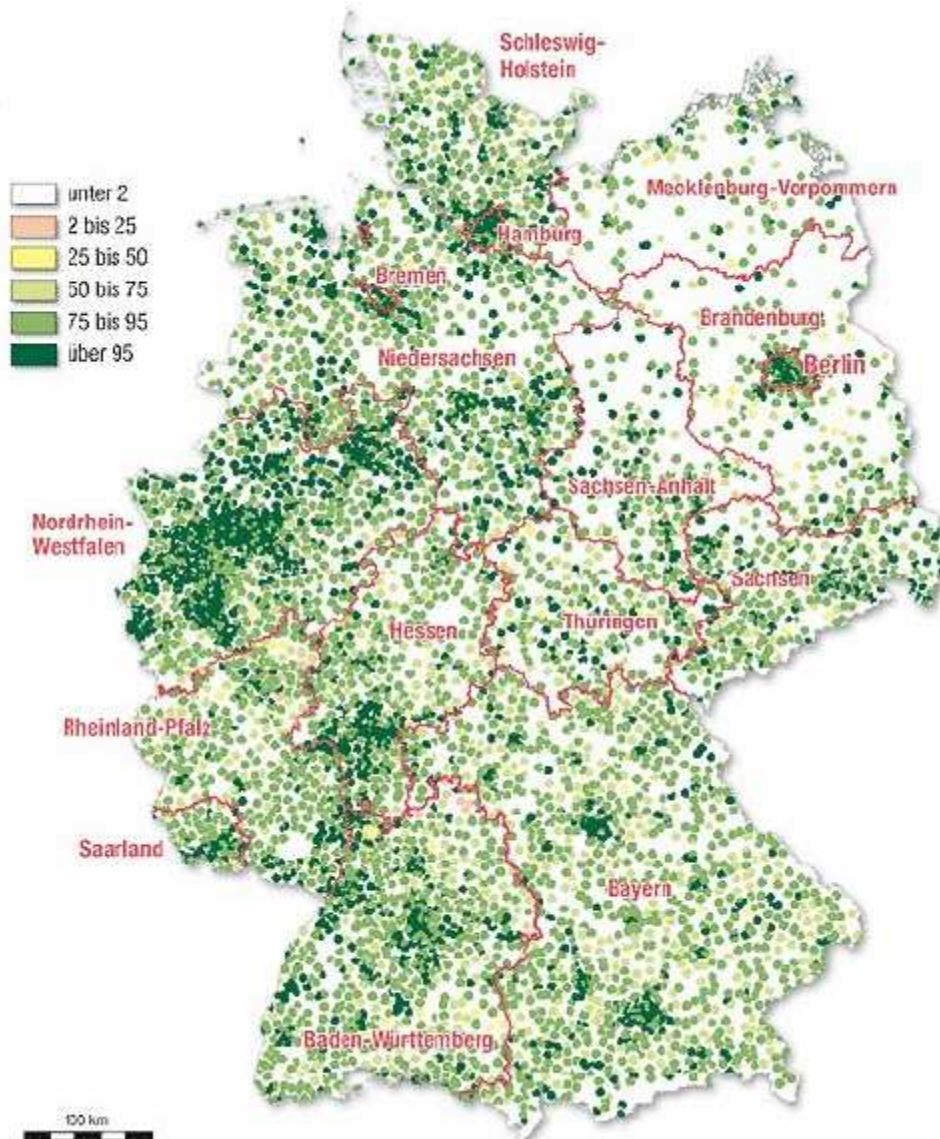 Schleswig-
Holstein
unter 2
2 bis 25
25 bis 50
50 bis 75
75 bis 95
über 95
Mecklenburg-Vorpommern
Hamburg
Bremen
Brandenburg
Berlin
Niedersachsen
Sachsen-Anhalt
Nordrhein-
Westfalen
Sachsen
Hessen
Thüringen
Rheinland-Pfalz
Saarland
Bayern
Baden-Württemberg
100 km